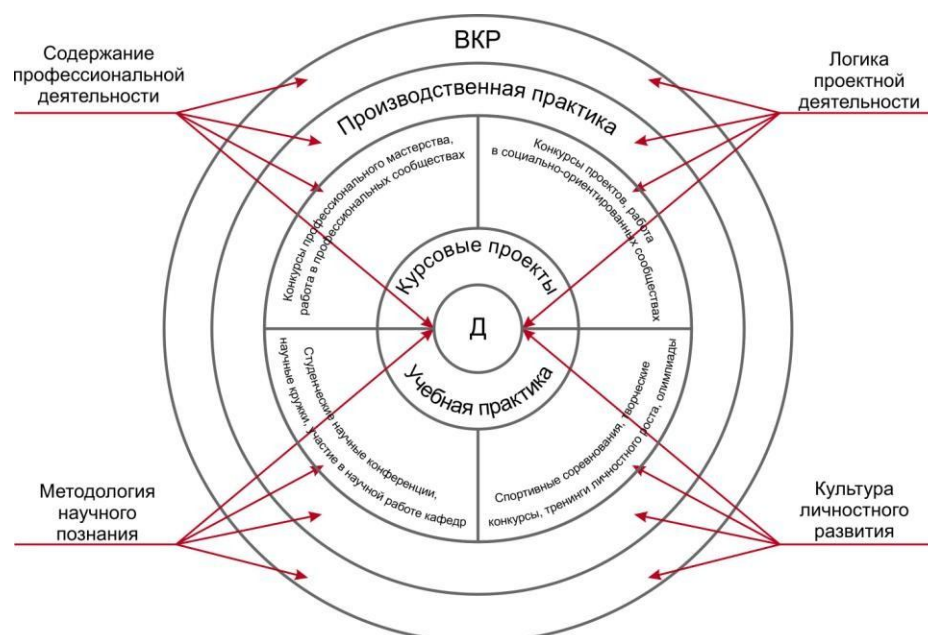 ВКР
Содержание
профессиональной
деятельности
Логика
проектной
деятельности
Производственная практика
Конкурсы профессионального мастерства,
работа в профессиональных сообществах
Конкурсы проектов, работа
в социально-ориентированных сообществах
Курсовые проекты
Д
Учебная практика
Студенческие научные конференции,
научные кружки, участие в научной работе кафедр
Спортивные соревнования, творческие
конкурсы, тренинги личностного роста, олимпиады
Методология
научного
познания
Культура
личностного
развития